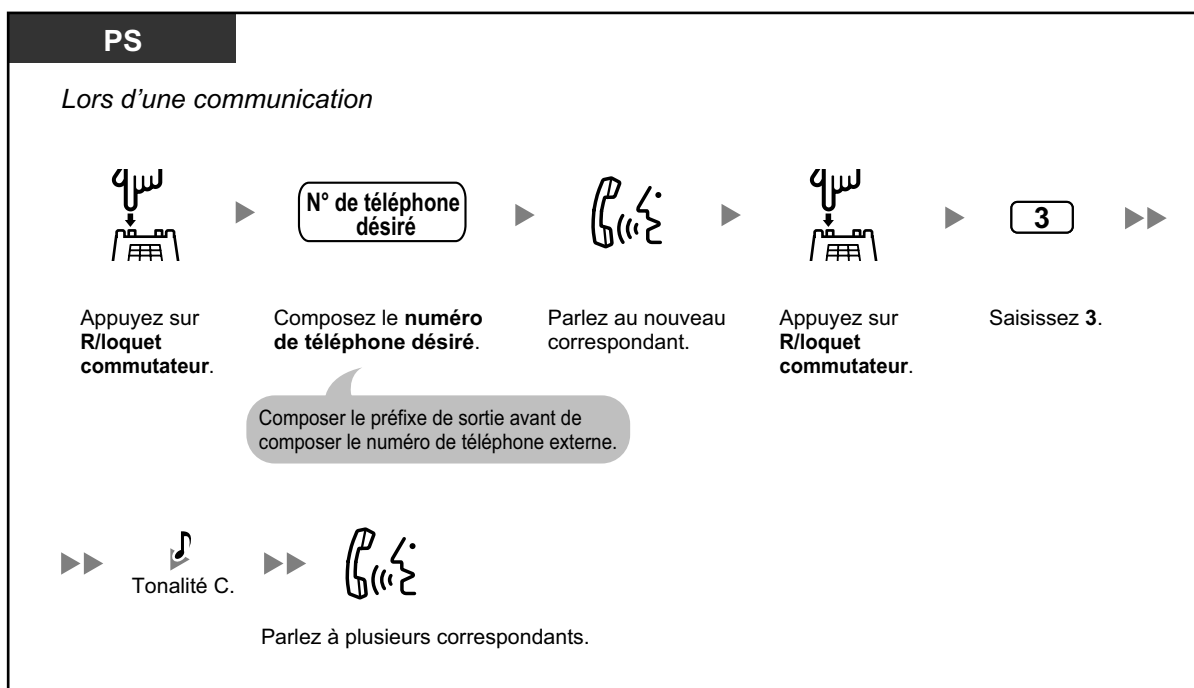 PS
Lors d'une communication
N° de téléphone
désiré
3
Appuyez sur
R/loquet
commutateur.
Composez le numéro
de téléphone désiré.
Parlez au nouveau
correspondant.
Appuyez sur
R/loquet
commutateur.
Saisissez 3.
Composer le préfixe de sortie avant de
composer le numéro de téléphone externe.
Tonalité C.
Parlez à plusieurs correspondants.